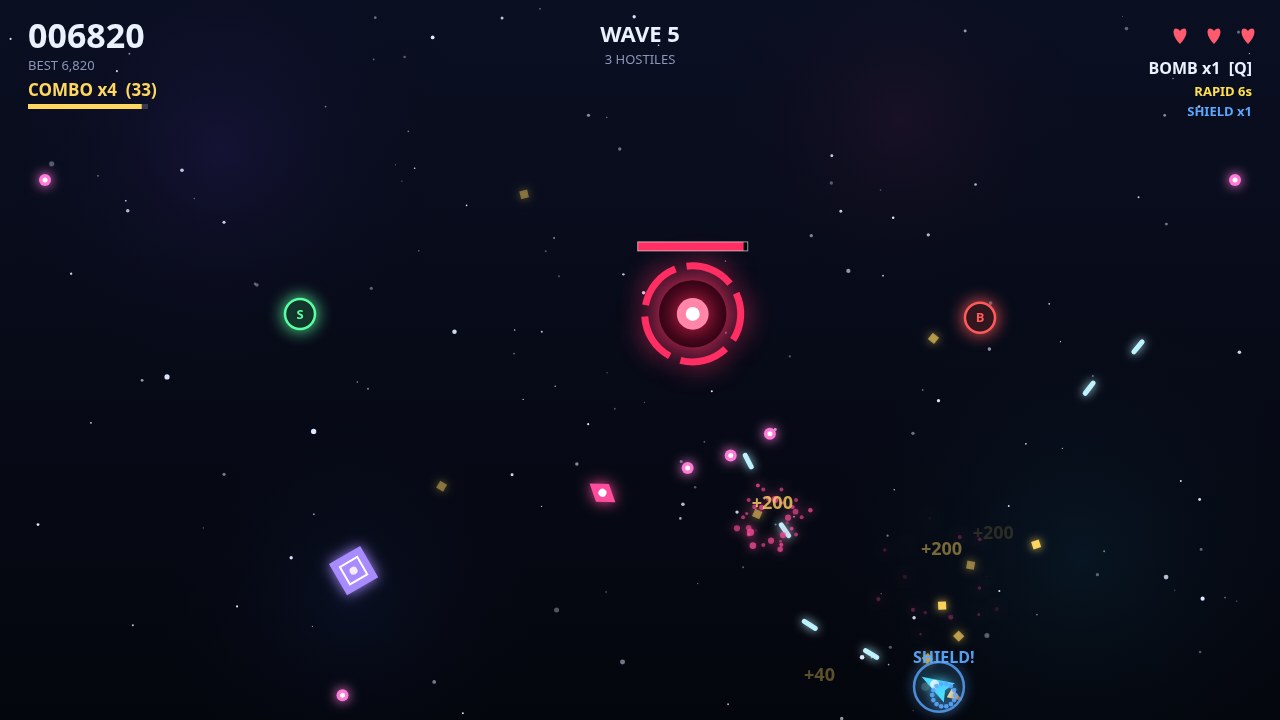 006820
BEST 6,820
COMBO x4 (33)
WAVE 5
3 HOSTILES
BOMB x1 [Q]
RAPID 6s
SHIELD x1
S
B
+200
+200
+200
SHIELD!
+40